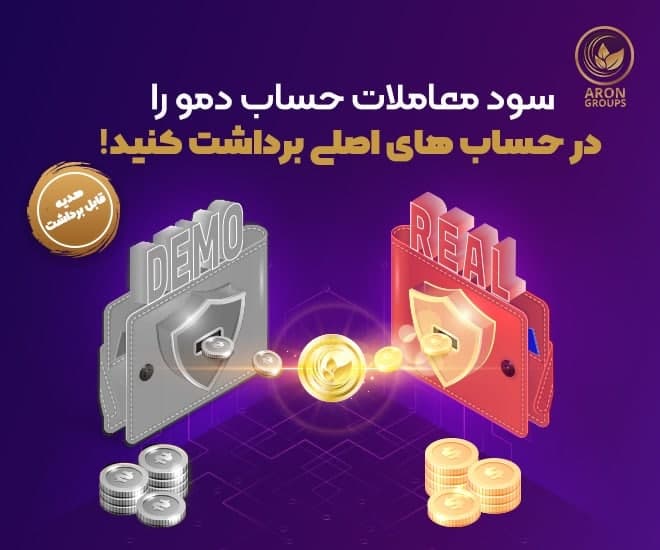 ARON
GROUPS
سود معاملات حساب دمو را
در حساب های اصلی برداشت کنید!
هدیه
قابل برداشت
DEMO
REAL